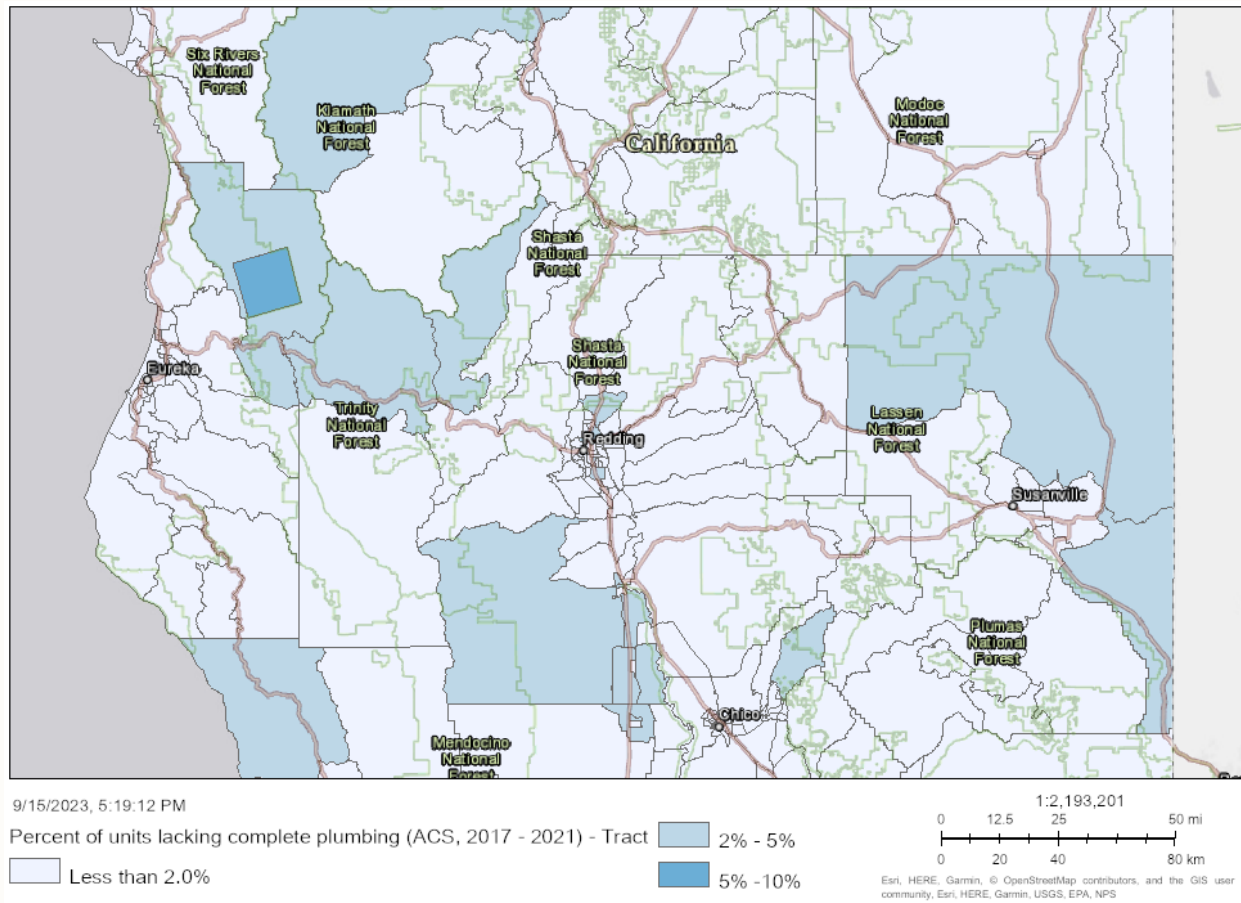 Six Rivers
National
Forest
Klamath
National
Forest
California
Modoc
National
Forest
Shasta
National
Forest
Shasta
National
Forest
Eureka
Trinity
National
Forest
Redding
Lassen
National
Forest
Susanville
Plumas
National
Forest
Chico
Mendocino
National
Forest
9/15/2023, 5:19:12 PM
Percent of units lacking complete plumbing (ACS, 2017 - 2021) - Tract
Less than 2.0%
2% - 5%
5% -10%
1:2,193,201
0 12.5 25 50 mi
0 20 40 80 km
Esri, HERE, Garmin, © OpenStreetMap contributors, and the GIS user
community, Esri, HERE, Garmin, USGS, EPA, NPS